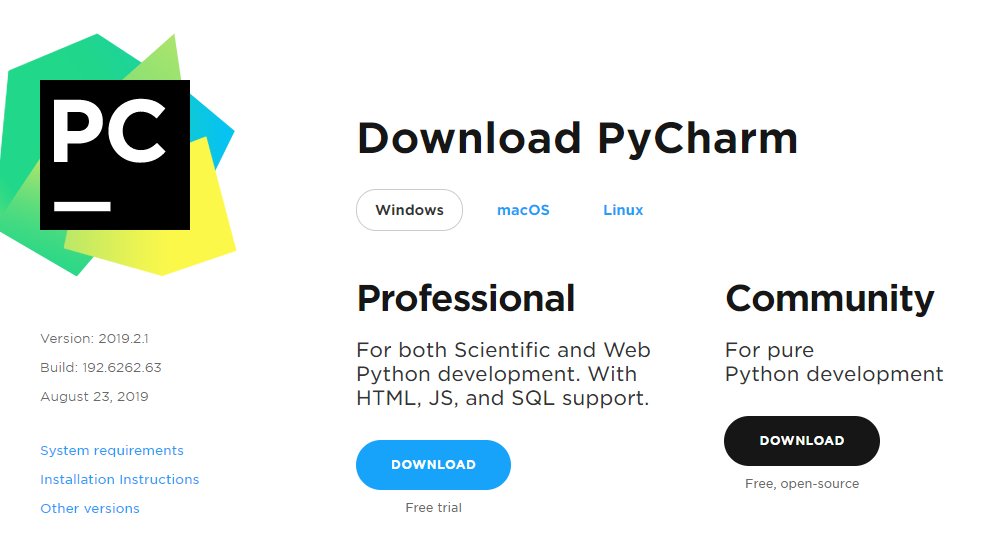 PC
Download PyCharm
Windows
macOS
Linux
Version: 2019.2.1
Build: 192.6262.63
August 23, 2019
System requirements
Installation Instructions
Other versions
Professional
For both Scientific and Web
Python development. With
HTML, JS, and SQL support.
DOWNLOAD
Free trial
Community
For pure
Python development
DOWNLOAD
Free, open-source